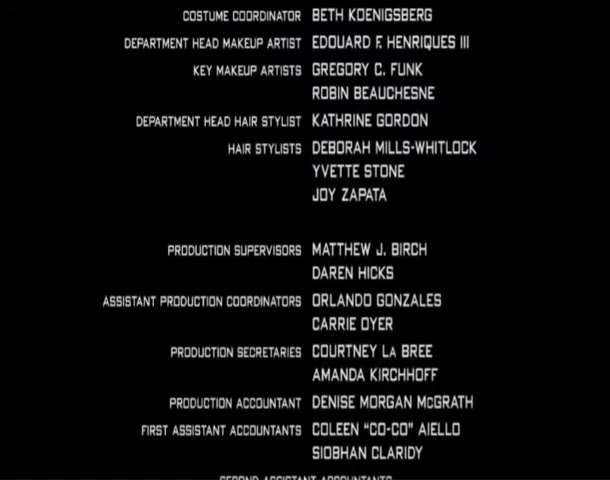 COSTUME COORDINATOR BETH KOENIGSBERG
DEPARTMENT HEAD MAKEUP ARTIST EDOUARD F. HENRIQUES III
KEY MAKEUP ARTISTS GREGORY C. FUNK
ROBIN BEAUCHESNE
DEPARTMENT HEAD HAIR STYLIST KATHRINE GORDON
HAIR STYLISTS DEBORAH MILLS-WHITLOCK
YVETTE STONE
JOY ZAPATA
PRODUCTION SUPERVISORS MATTHEW J. BIRCH
DAREN HICKS
ASSISTANT PRODUCTION COORDINATORS ORLANDO GONZALES
CARRIE OYER
PRODUCTION SECRETARIES COURTNEY LA BREE
AMANDA KIRCHHOFF
PRODUCTION ACCOUNTANT DENISE MORGAN McGRATH
FIRST ASSISTANT ACCOUNTANTS COLEEN "CO-CO" AIELLO
SIOBHAN CLARIDY
SECOND ASSISTANT ACCOUNTANTS